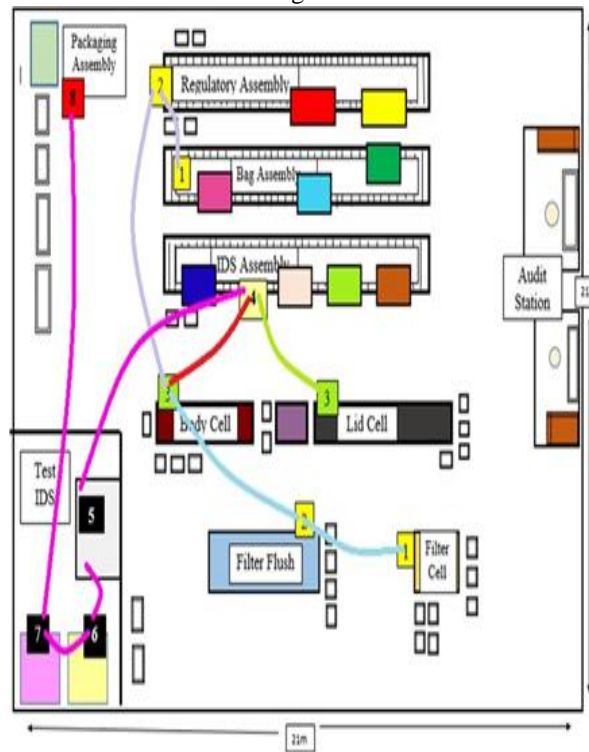 Packaging
Assembly
8
2
Regulatory Assembly
1
Bag Assembly
IDS Assembly
4
Audit
Station
3
Body Cell
Lid Cell
Test
IDS
5
2
1
Filter Flush
Filter
Cell
7
6
21m